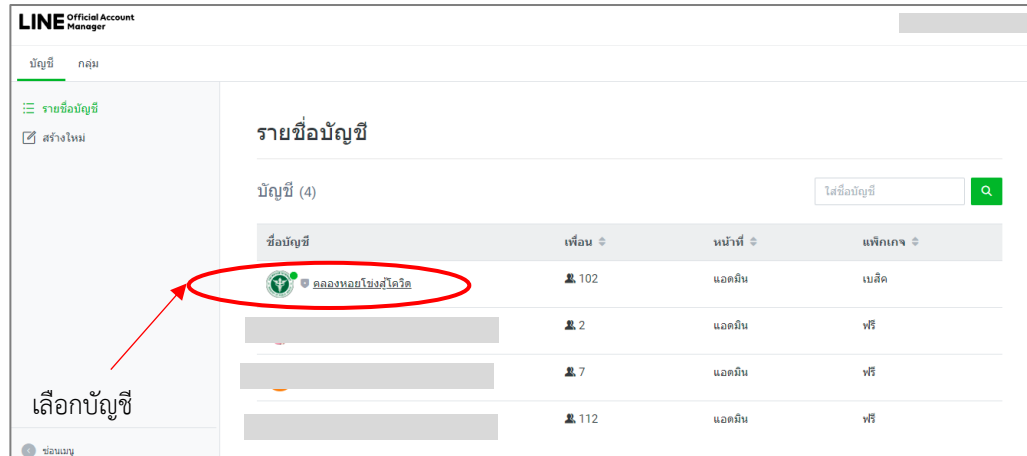 LINE Official Account Manager
บัญชี กลุ่ม
รายชื่อบัญชี
สร้างใหม่
รายชื่อบัญชี
บัญชี (4)
ใส่ชื่อบัญชี
ชื่อบัญชี เพื่อน หน้าที่ แพ็กเกจ
คลองหอยโข่งสู้โควิด 102 แอดมิน เบสิค
2 แอดมิน ฟรี
7 แอดมิน ฟรี
เลือกบัญชี
112 แอดมิน ฟรี
ซ่อนเมนู